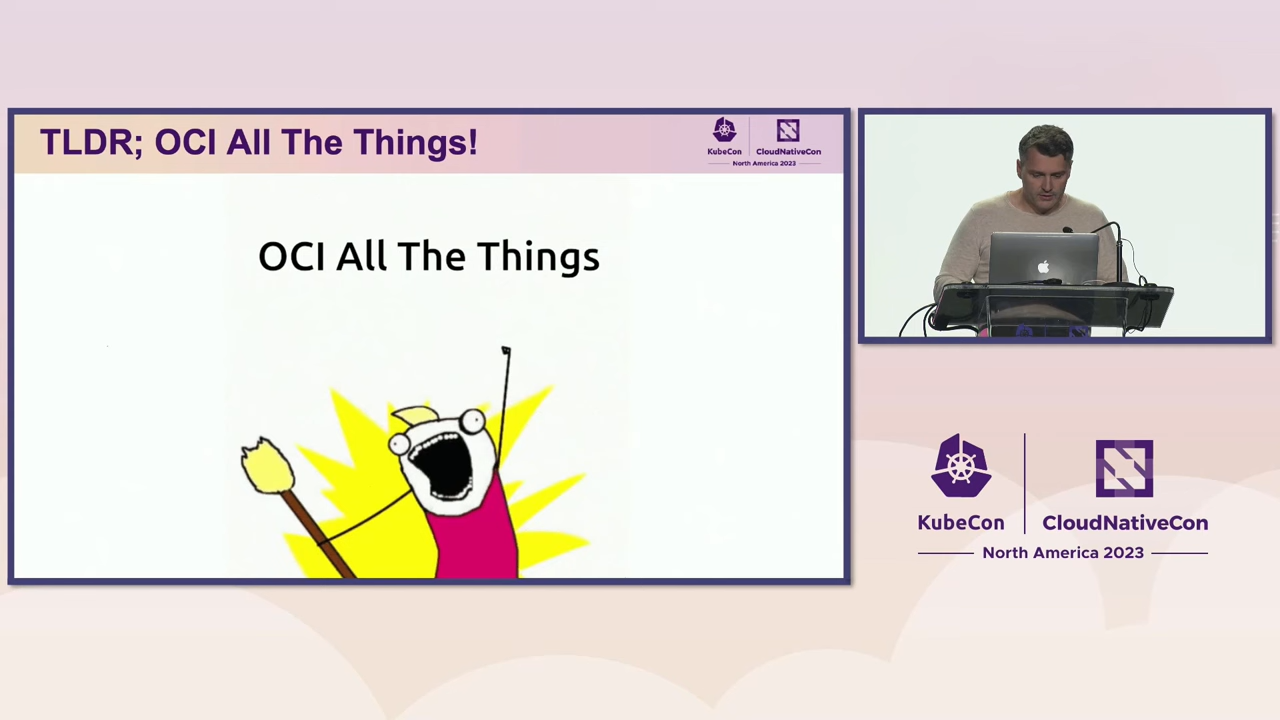 TLDR; OCI All The Things!
KubeCon
CloudNativeCon
North America 2023
OCI All The Things
KubeCon
CloudNativeCon
North America 2023